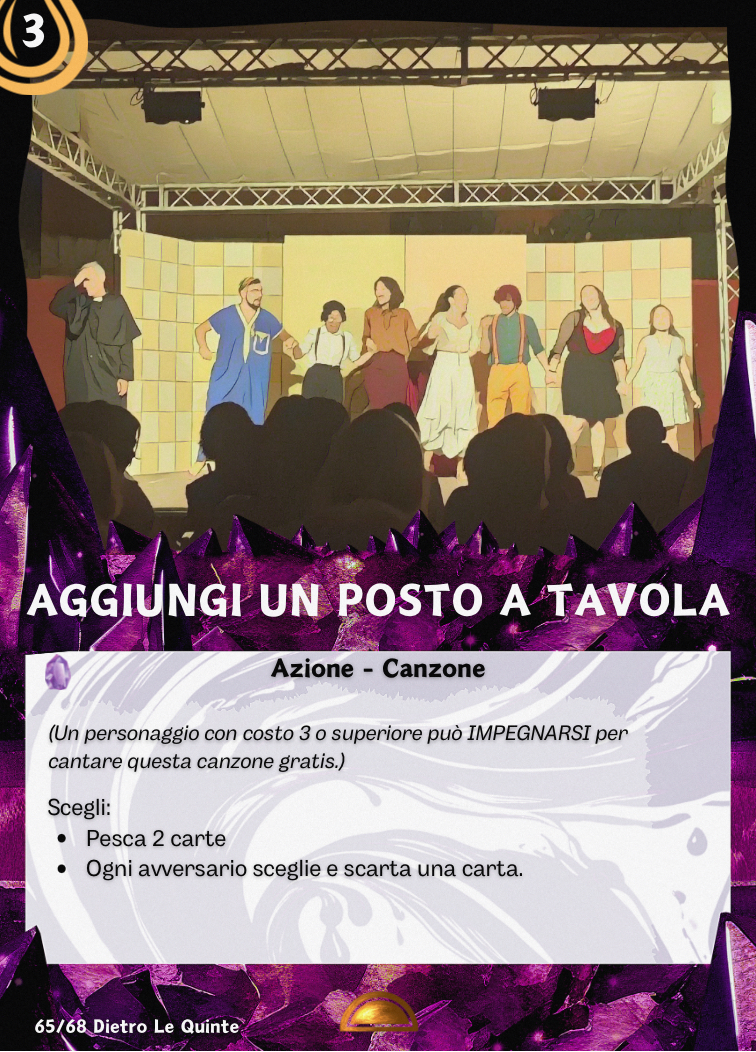 3
AGGIUNGI UN POSTO A TAVOLA
Azione - Canzone
(Un personaggio con costo 3 o superiore può IMPEGNARSI per
cantare questa canzone gratis.)
Scegli:
• Pesca 2 carte
• Ogni avversario sceglie e scarta una carta.
65/68 Dietro Le Quinte